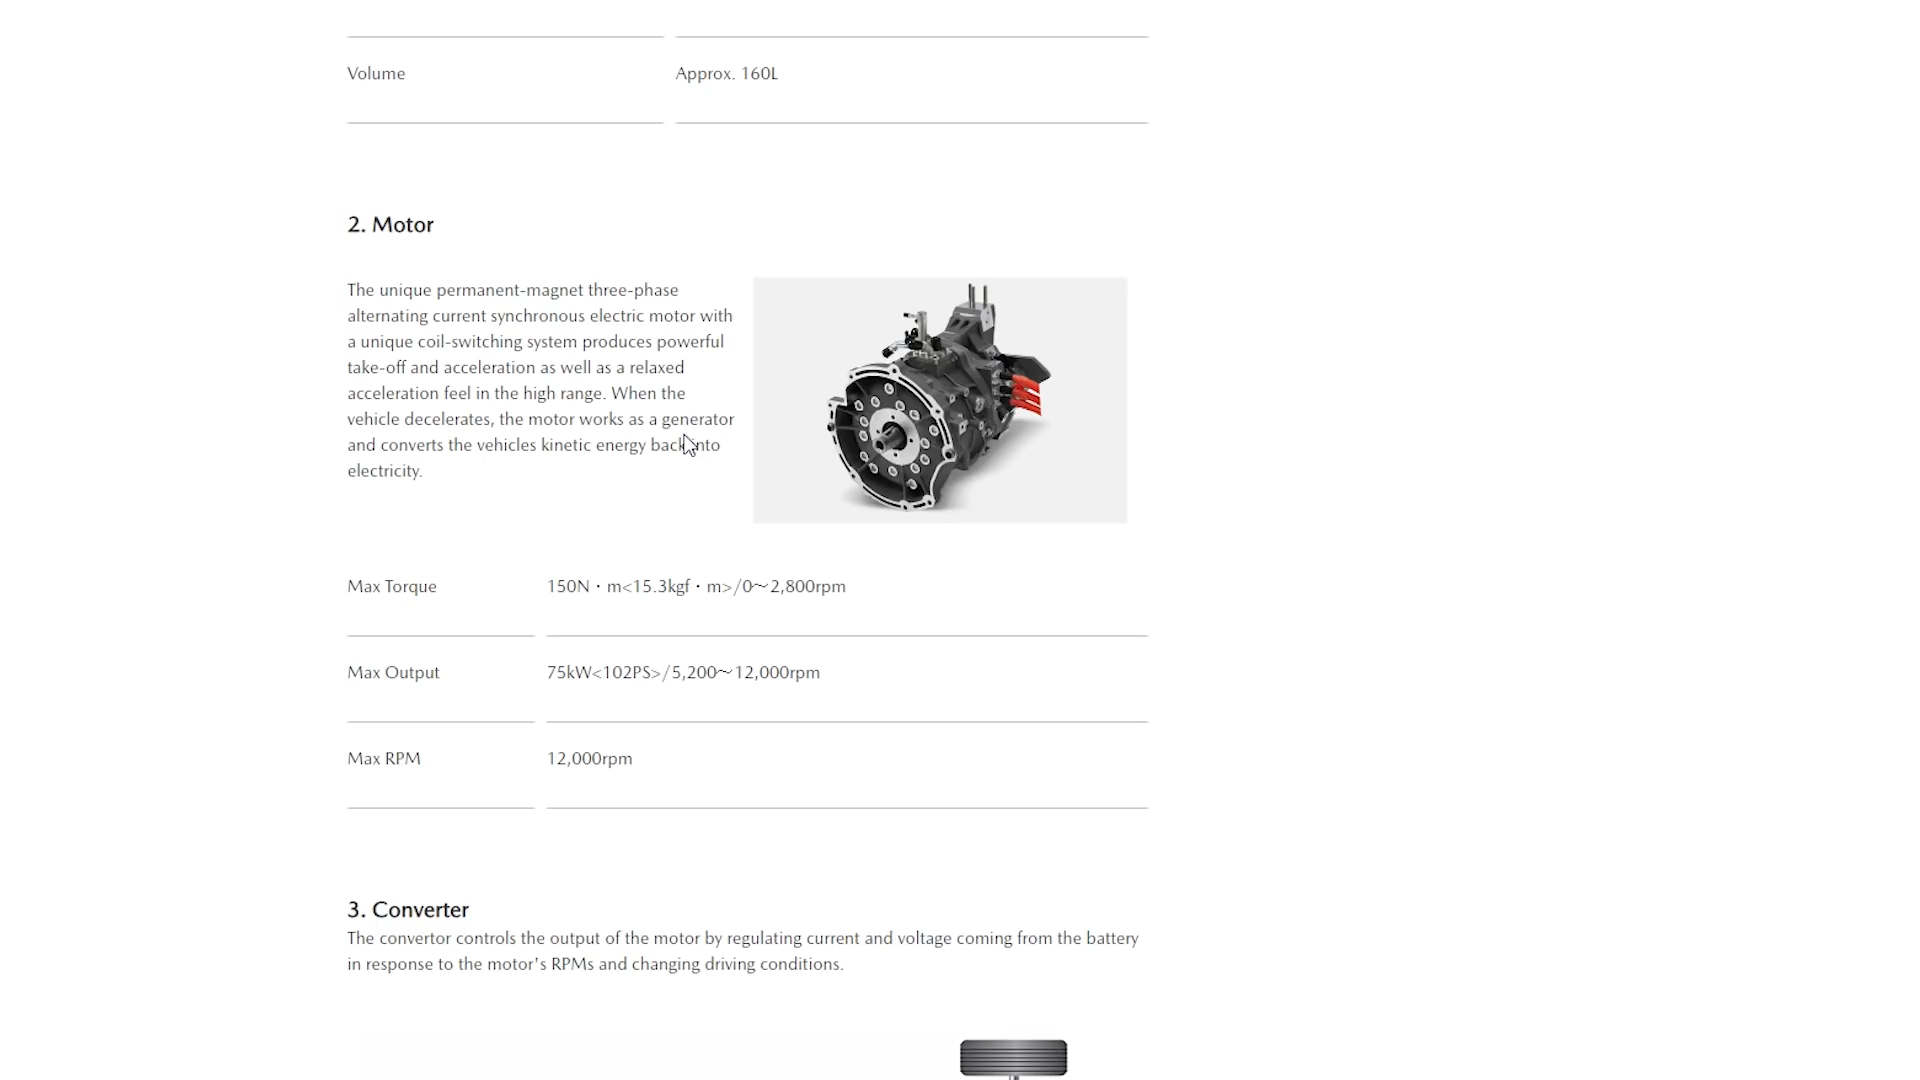 Volume Approx. 160L
2. Motor
The unique permanent-magnet three-phase
alternating current synchronous electric motor with
a unique coil-switching system produces powerful
take-off and acceleration as well as a relaxed
acceleration feel in the high range. When the
vehicle decelerates, the motor works as a generator
and converts the vehicles kinetic energy back into
electricity.
Max Torque 150N・m<15.3kgf・m>/0～2,800rpm
Max Output 75kW<102PS>/5,200～12,000rpm
Max RPM 12,000rpm
3. Converter
The convertor controls the output of the motor by regulating current and voltage coming from the battery
in response to the motor's RPMs and changing driving conditions.